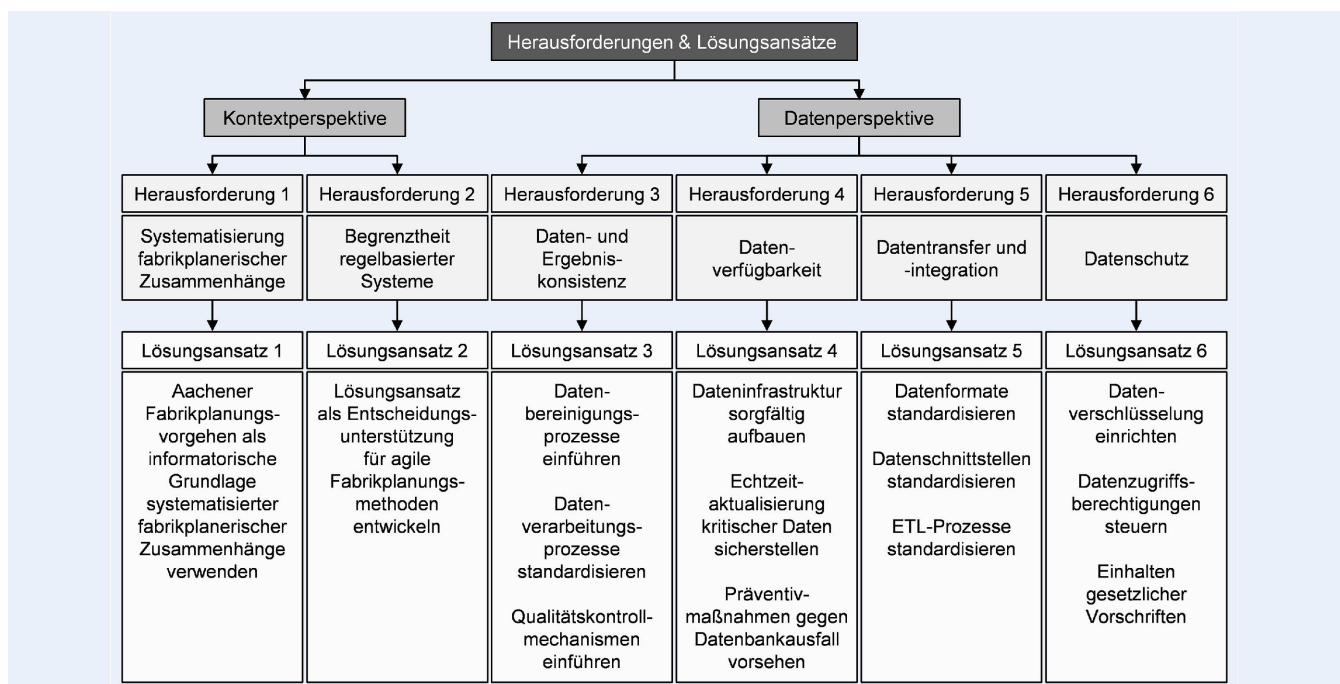 Herausforderungen & Lösungsansätze
Kontextperspektive
Datenperspektive
Herausforderung 1
Herausforderung 2
Herausforderung 3
Herausforderung 4
Herausforderung 5
Herausforderung 6
Systematisierung
fabrikplanerischer
Zusammenhänge
Begrenztheit
regelbasierter
Systeme
Daten- und
Ergebnis-
konsistenz
Daten-
verfügbarkeit
Datentransfer und
-integration
Datenschutz
Lösungsansatz 1
Lösungsansatz 2
Lösungsansatz 3
Lösungsansatz 4
Lösungsansatz 5
Lösungsansatz 6
Aachener
Fabrikplanungs-
vorgehen als
informatorische
Grundlage
systematisierter
fabrikplanerischer
Zusammenhänge
verwenden
Lösungsansatz
als Entscheidungs-
unterstützung
für agile
Fabrikplanungs-
methoden
entwickeln
Daten-
bereinigungs-
prozesse
einführen
Daten-
verarbeitungs-
prozesse
standardisieren
Qualitätskontroll-
mechanismen
einführen
Dateninfrastruktur
sorgfältig
aufbauen
Echtzeit-
aktualisierung
kritischer Daten
sicherstellen
Präventiv-
maßnahmen gegen
Datenbankausfall
vorsehen
Datenformate
standardisieren
Datenschnittstellen
standardisieren
ETL-Prozesse
standardisieren
Daten-
verschlüsselung
einrichten
Datenzugriffs-
berechtigungen
steuern
Einhalten
gesetzlicher
Vorschriften